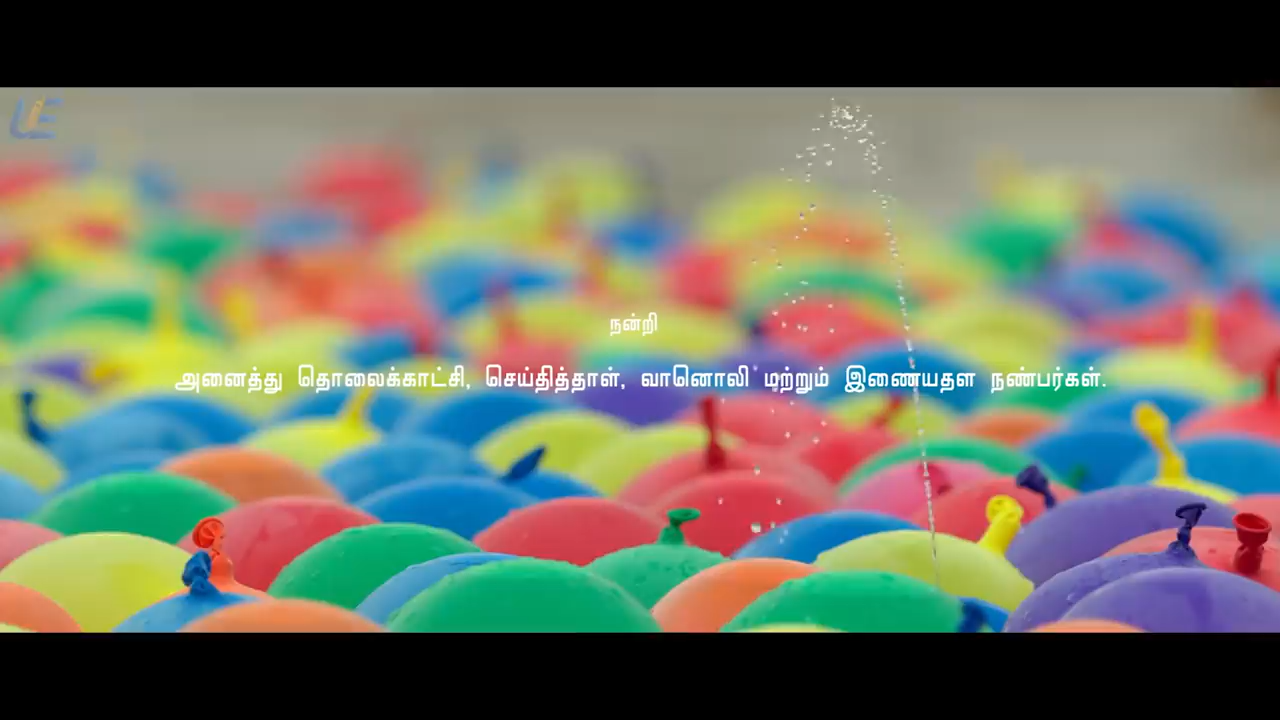 நன்றி
அனைத்து தொலைக்காட்சி, செய்தித்தாள், வானொலி மற்றும் இணையதள நண்பர்கள்.